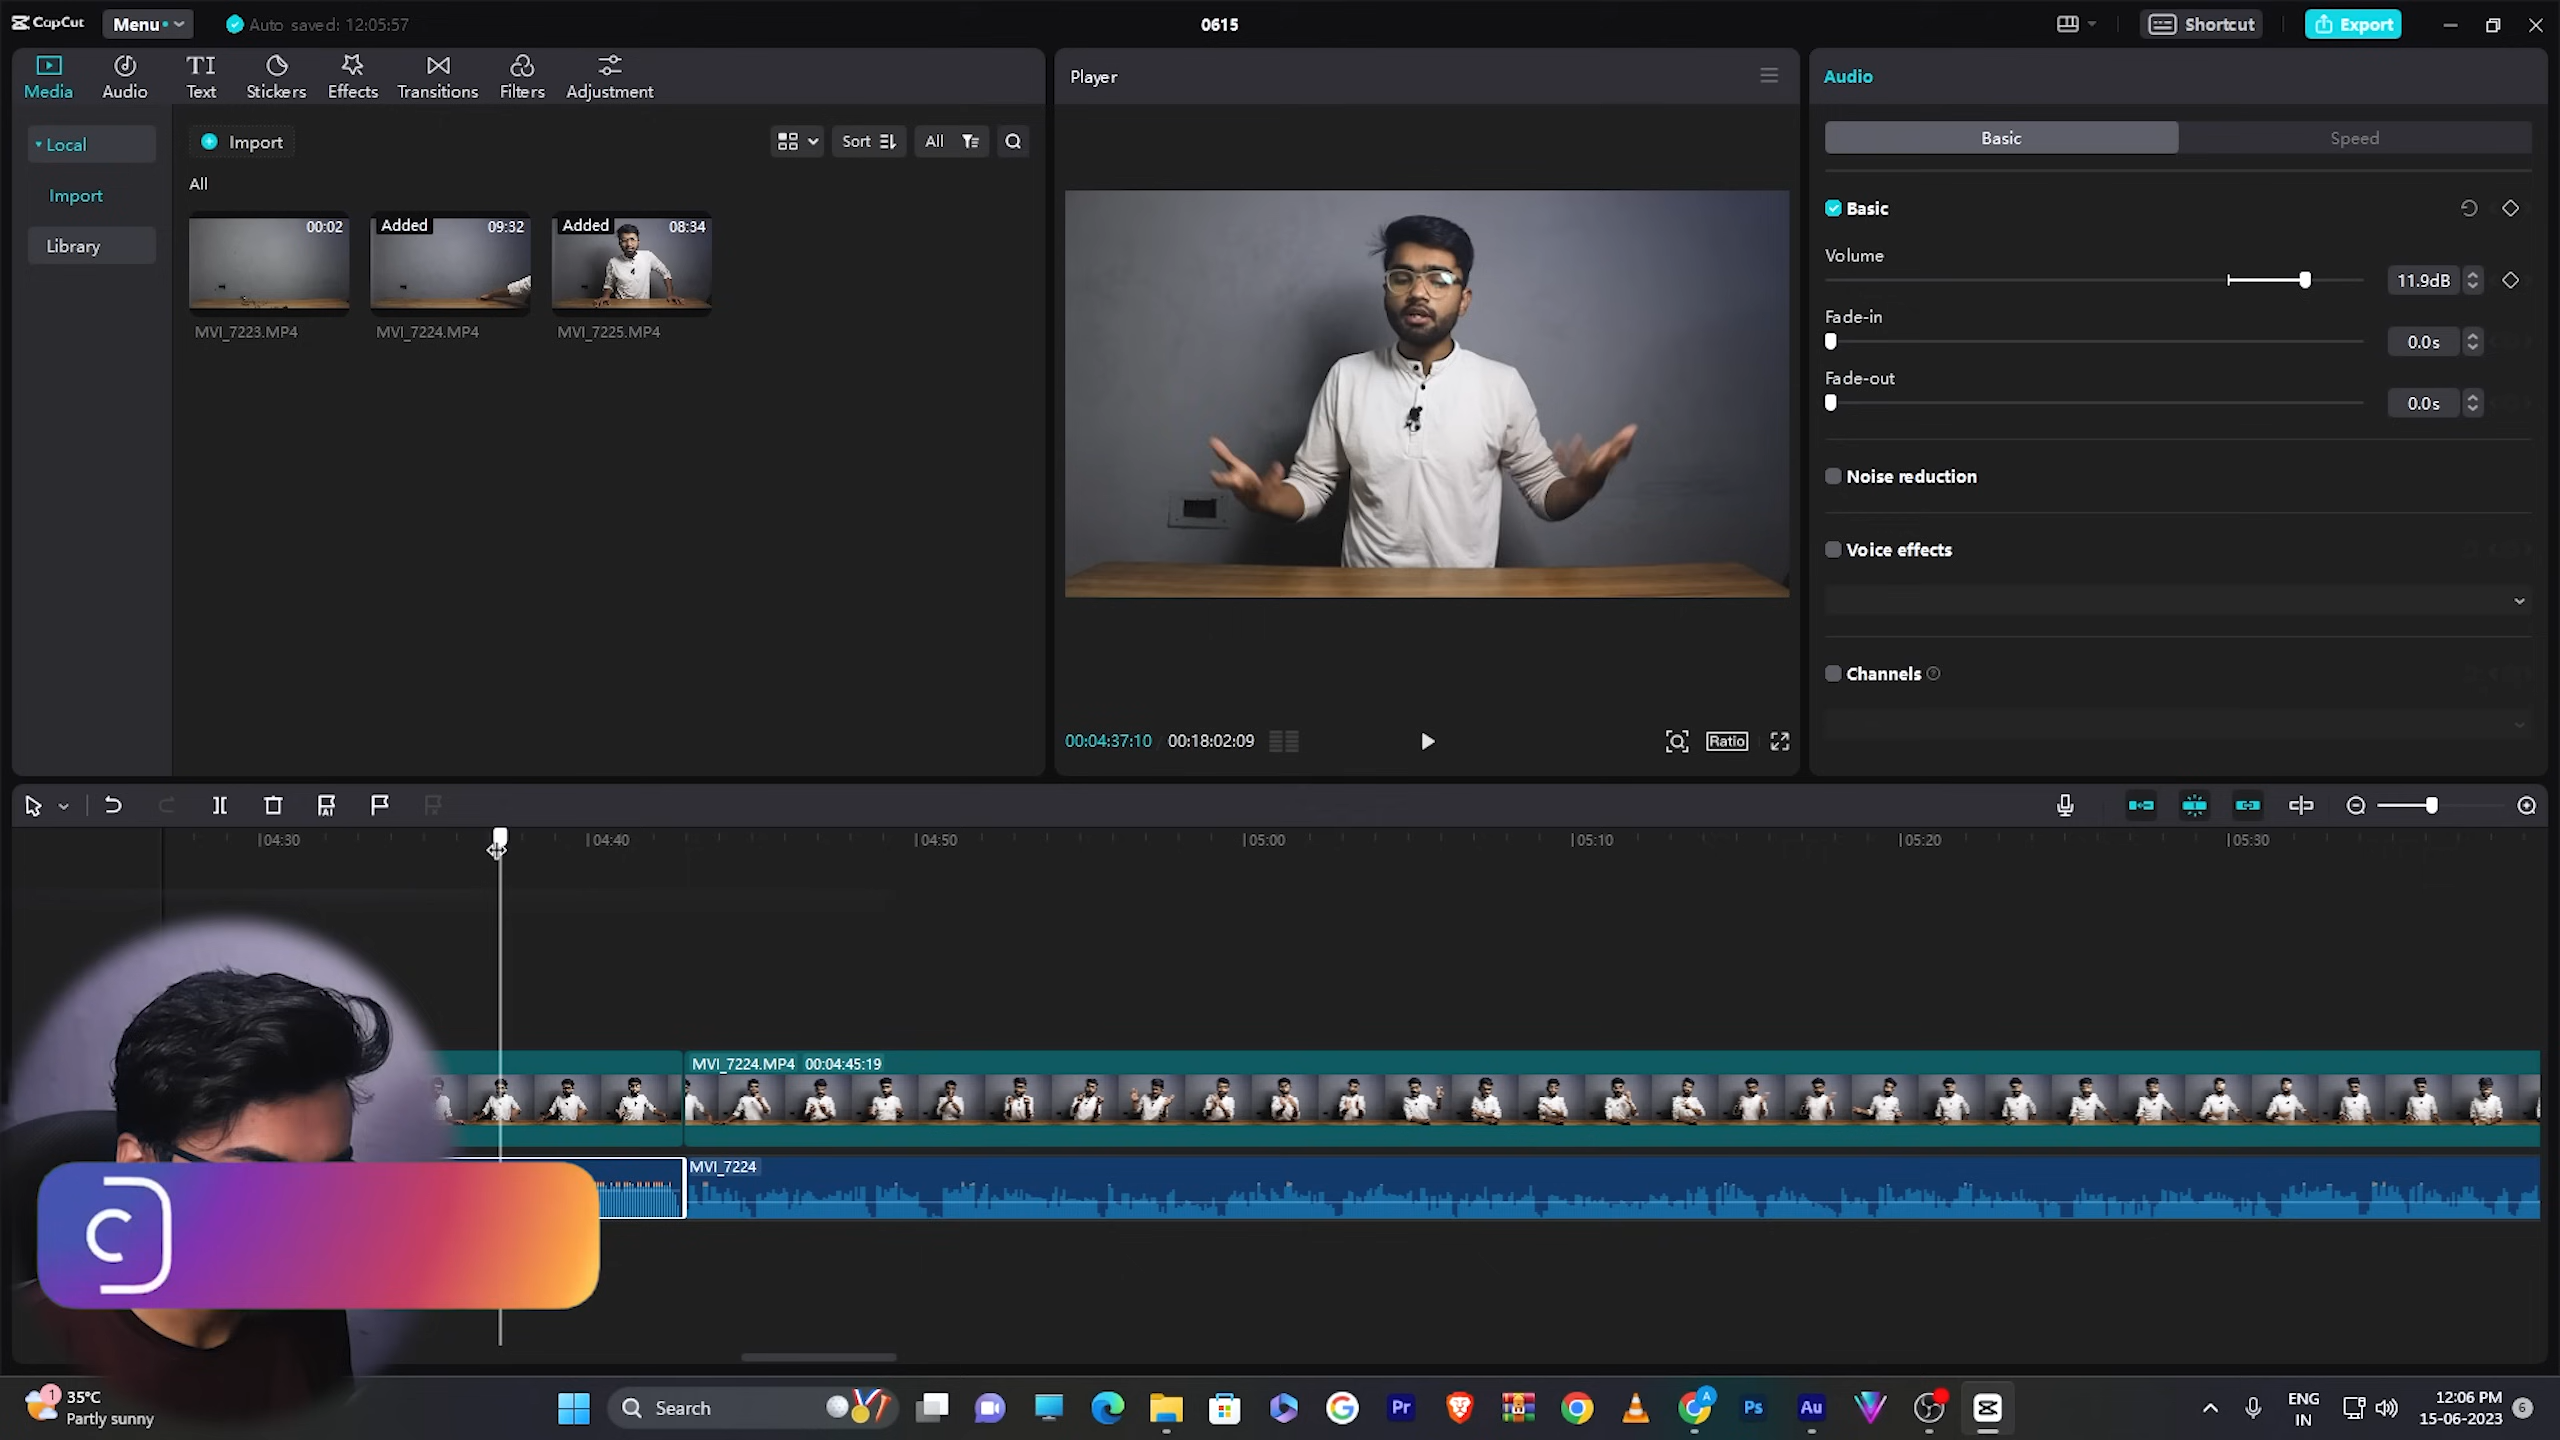 CapCut
Menu
Auto saved: 12:05:57
0615
Shortcut
Export
Media
Audio
Text
Stickers
Effects
Transitions
Filters
Adjustment
Player
Audio
Local
Import
Library
Import
Sort
All
All
00:02
Added
09:32
Added
08:34
MVI_7223.MP4
MVI_7224.MP4
MVI_7225.MP4
Basic
Speed
Basic
Volume
11.9dB
Fade-in
0.0s
Fade-out
0.0s
Noise reduction
Voice effects
Channels
00:04:37:10
00:18:02:09
Ratio
04:30
04:40
04:50
05:00
05:10
05:20
05:30
MVI_7224.MP4 00:04:45:19
MVI_7224
1
35°C
Partly sunny
Search
Pr
A
Ps
Au
ENG
IN
12:06 PM
15-06-2023
6